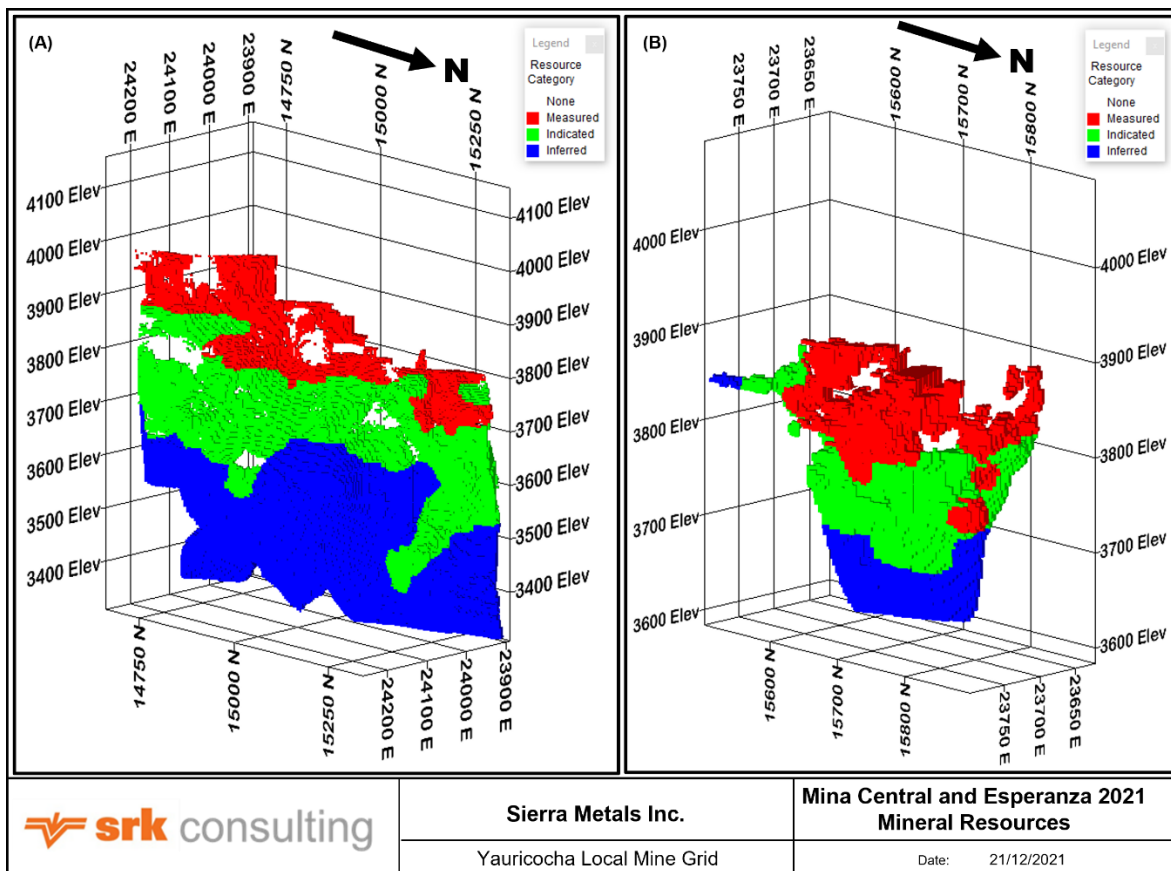 (A)
24200 E
24100 E
24000 E
23900 E
14750 N
15000 N
15250 N
N
Legend
Resource
Category
None
Measured
Indicated
Inferred
4100 Elev
4000 Elev
3900 Elev
3800 Elev
3700 Elev
3600 Elev
3500 Elev
3400 Elev
4100 Elev
4000 Elev
3900 Elev
3800 Elev
3700 Elev
3600 Elev
3500 Elev
3400 Elev
14750 N
15000 N
15250 N
24200 E
24100 E
24000 E
23900 E
(B)
23750 E
23700 E
23650 E
15600 N
15700 N
15800 N
N
Legend
Resource
Category
None
Measured
Indicated
Inferred
4000 Elev
3900 Elev
3800 Elev
3700 Elev
3600 Elev
4000 Elev
3900 Elev
3800 Elev
3700 Elev
3600 Elev
15600 N
15700 N
15800 N
23750 E
23700 E
23650 E
srk consulting
Sierra Metals Inc.
Yauricocha Local Mine Grid
Mina Central and Esperanza 2021
Mineral Resources
Date: 21/12/2021